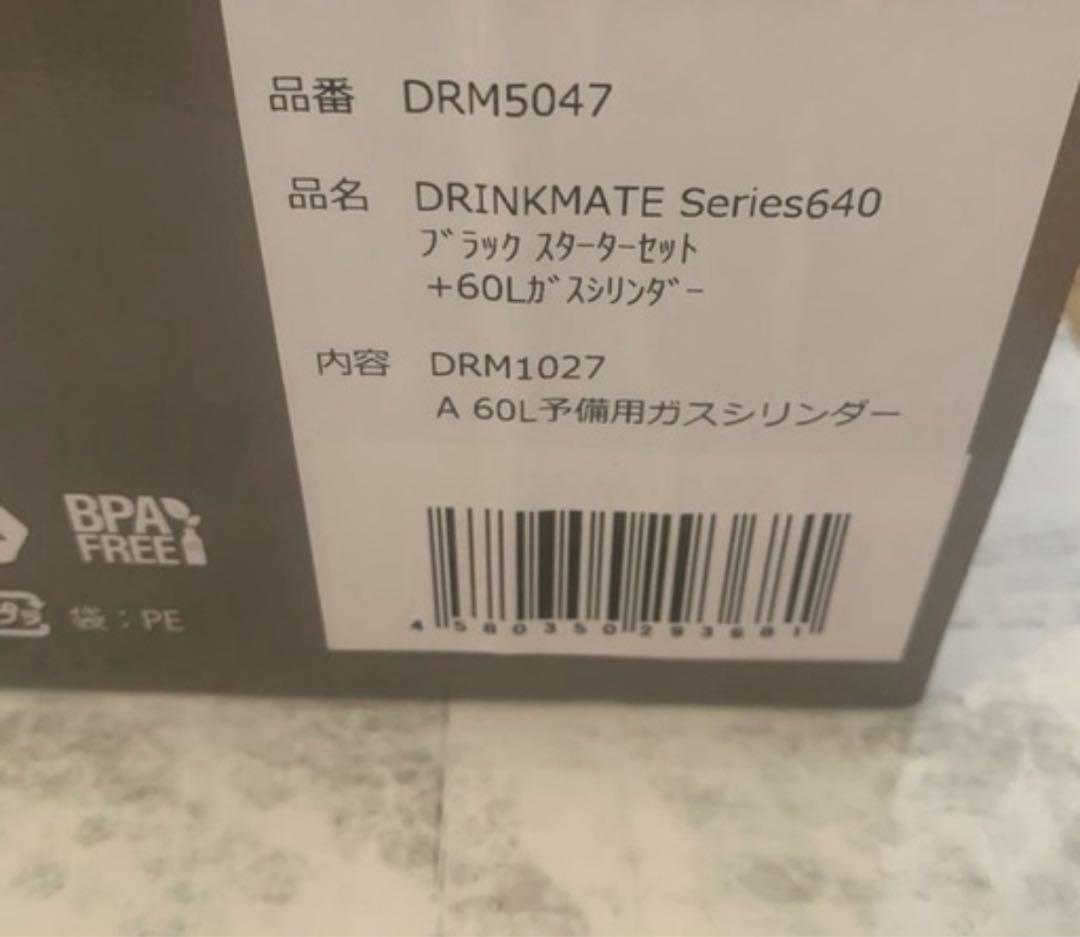 品番 DRM5047
品名 DRINKMATE Series640
ﾌﾞﾗｯｸ ｽﾀｰﾀｰｾｯﾄ
+60Lｶﾞｽｼﾘﾝﾀﾞｰ
内容 DRM1027
A 60L予備用ガスシリンダー
BPA
FREE
袋：PE